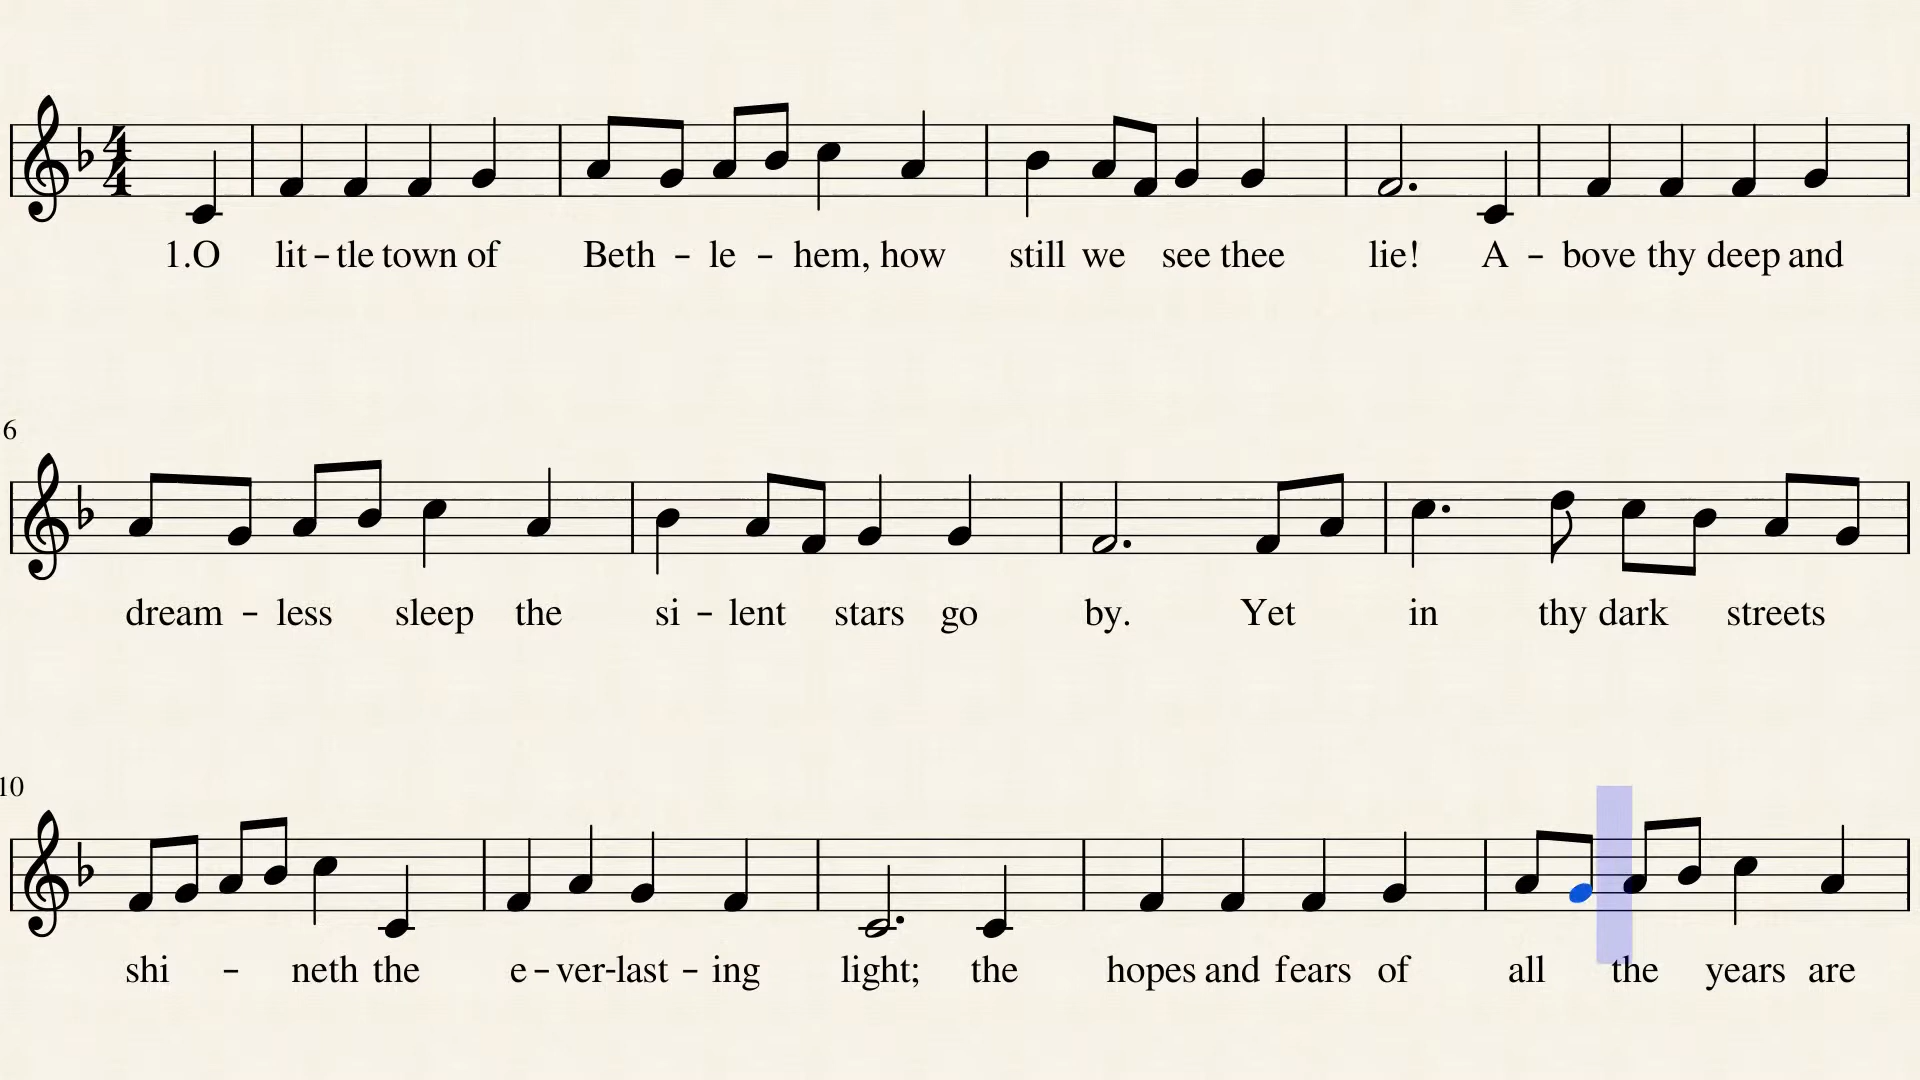 1.O lit – tle town of Beth – le – hem, how still we see thee lie! A – bove thy deep and
6
dream – less sleep the si – lent stars go by. Yet in thy dark streets
10
shi – neth the e – ver-last – ing light; the hopes and fears of all the years are